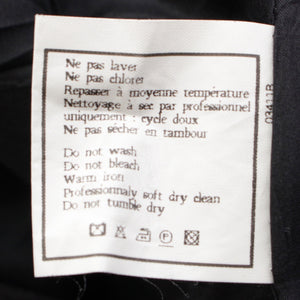 Ne pas laver
Ne pas chlorer
Repasser à moyenne température
Nettoyage à sec par professionnel
uniquement : cycle doux
Ne pas sécher en tambour
Do not wash
Do not bleach
Warm iron
Professionnaly soft dry clean
Do not tumble dry
P
03411B